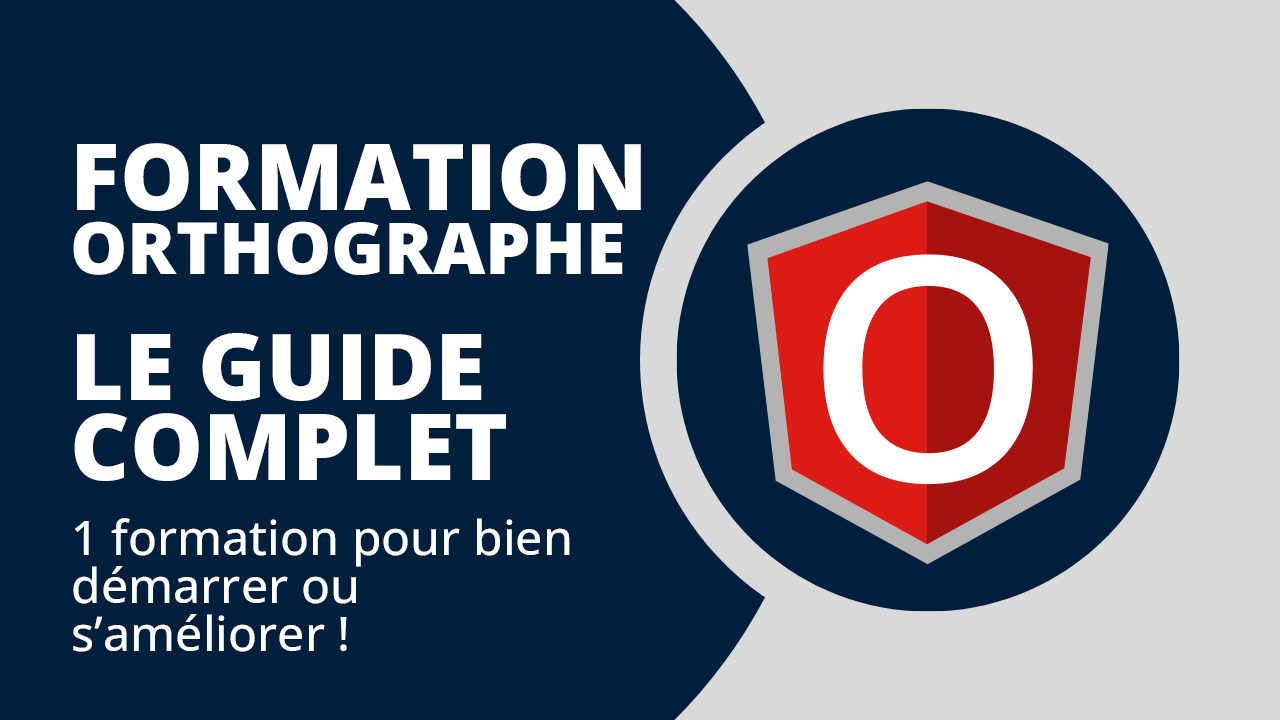 FORMATION
ORTHOGRAPHE
LE GUIDE
COMPLET
1 formation pour bien
démarrer ou
s’améliorer !
O